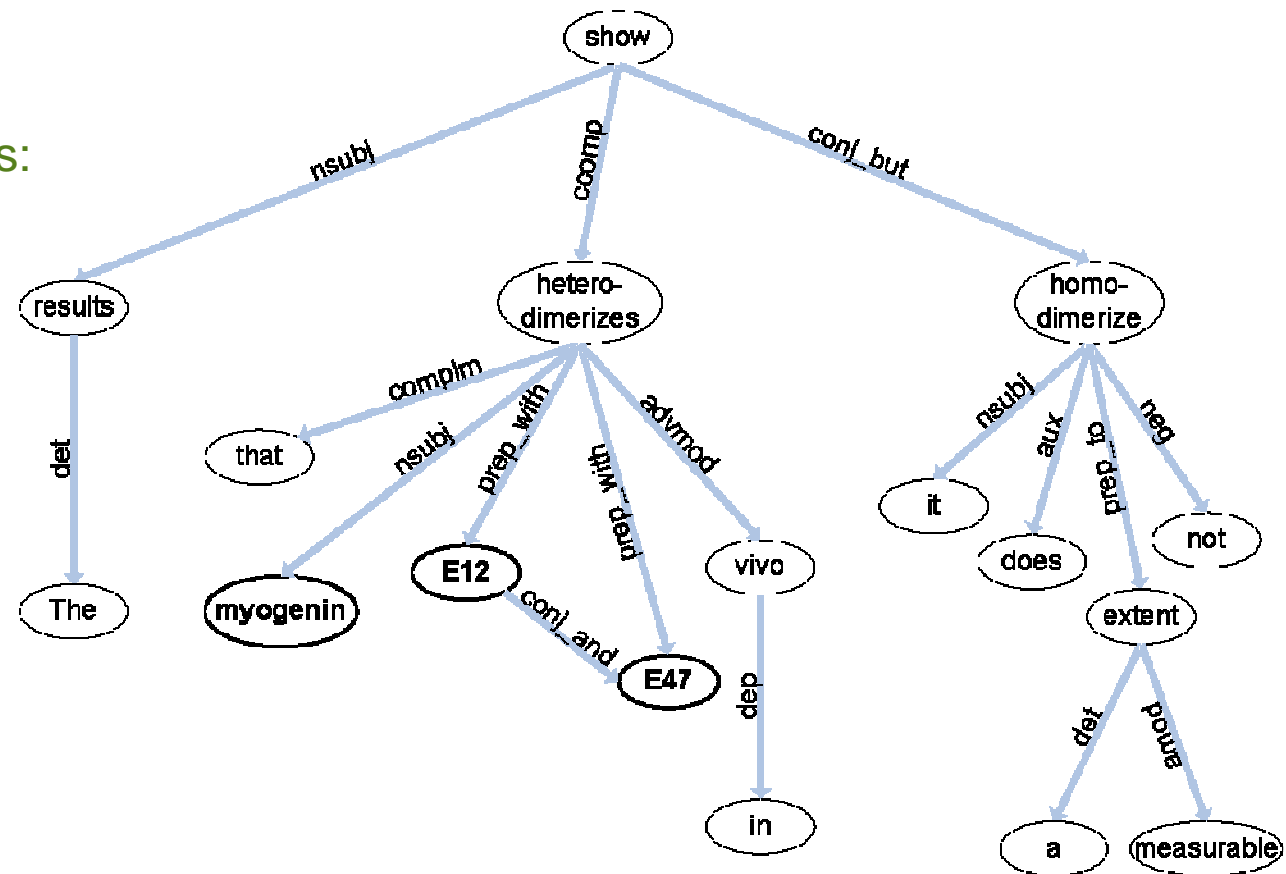 show
s:
nsubj
ccomp
conj_but
results
hetero-
dimerizes
homo-
dimerize
det
complm
nsubj
prep_with
prep_with
advmod
nsubj
aux
prep_to
neg
that
myogenin
E12
conj_and
E47
vivo
it
does
not
The
dep
extent
det
amod
in
a
measurable